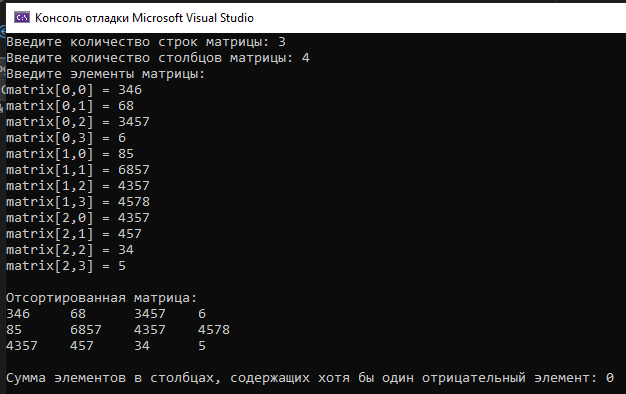 Консоль отладки Microsoft Visual Studio
Введите количество строк матрицы: 3
Введите количество столбцов матрицы: 4
Введите элементы матрицы:
matrix[0,0] = 346
matrix[0,1] = 68
matrix[0,2] = 3457
matrix[0,3] = 6
matrix[1,0] = 85
matrix[1,1] = 6857
matrix[1,2] = 4357
matrix[1,3] = 4578
matrix[2,0] = 4357
matrix[2,1] = 457
matrix[2,2] = 34
matrix[2,3] = 5
Отсортированная матрица:
346 68 3457 6
85 6857 4357 4578
4357 457 34 5
Сумма элементов в столбцах, содержащих хотя бы один отрицательный элемент: 0